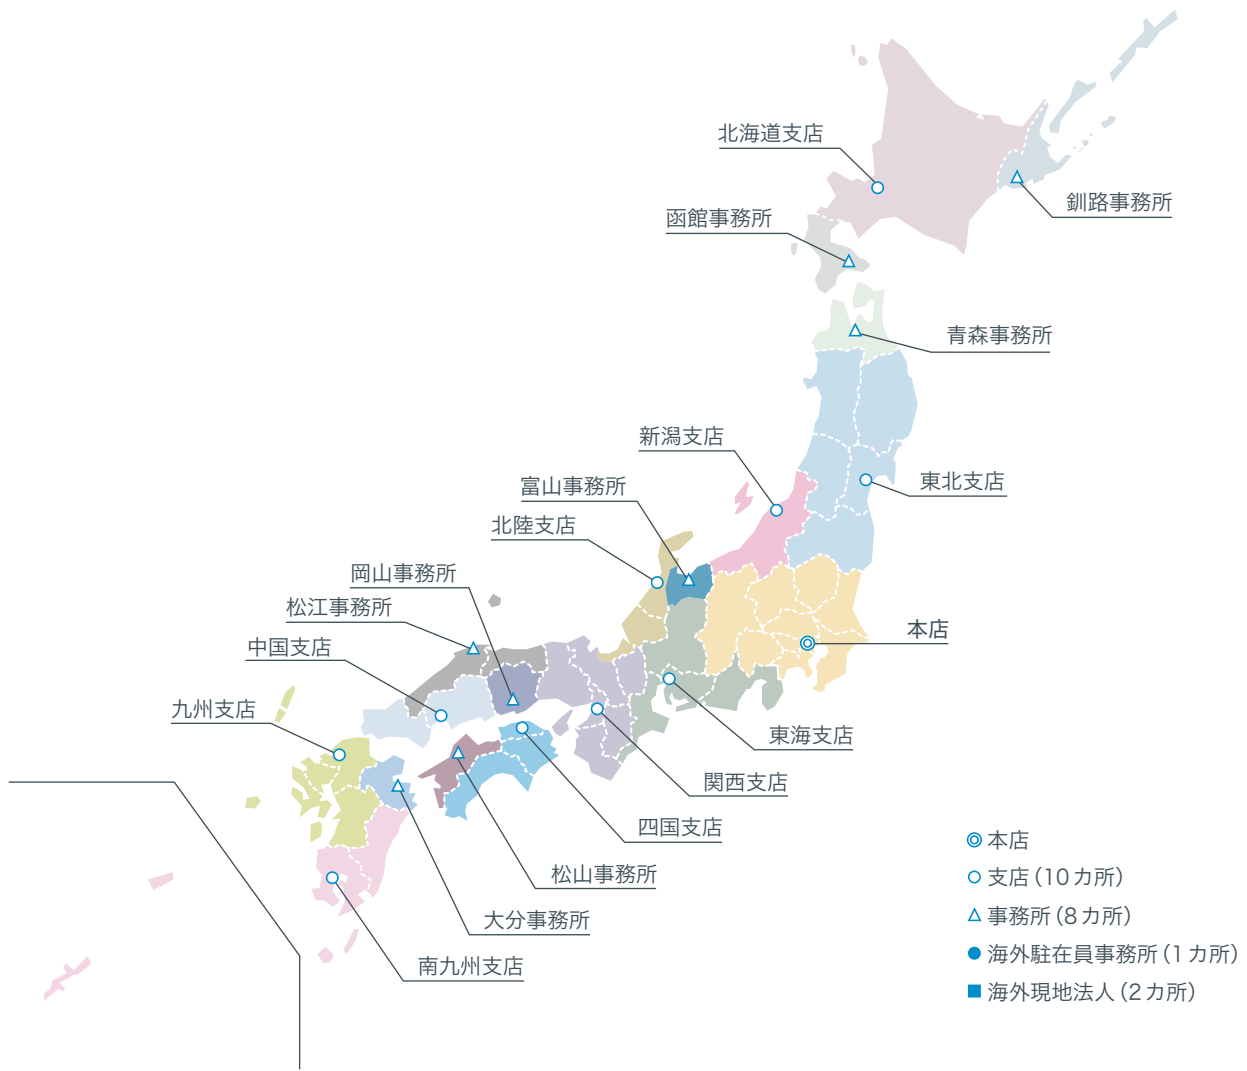 北海道支店
釧路事務所
函館事務所
青森事務所
新潟支店
東北支店
富山事務所
北陸支店
岡山事務所
松江事務所
本店
中国支店
九州支店
東海支店
関西支店
四国支店
松山事務所
大分事務所
南九州支店
本店
支店(10カ所)
事務所(8カ所)
海外駐在員事務所(1カ所)
海外現地法人(2カ所)